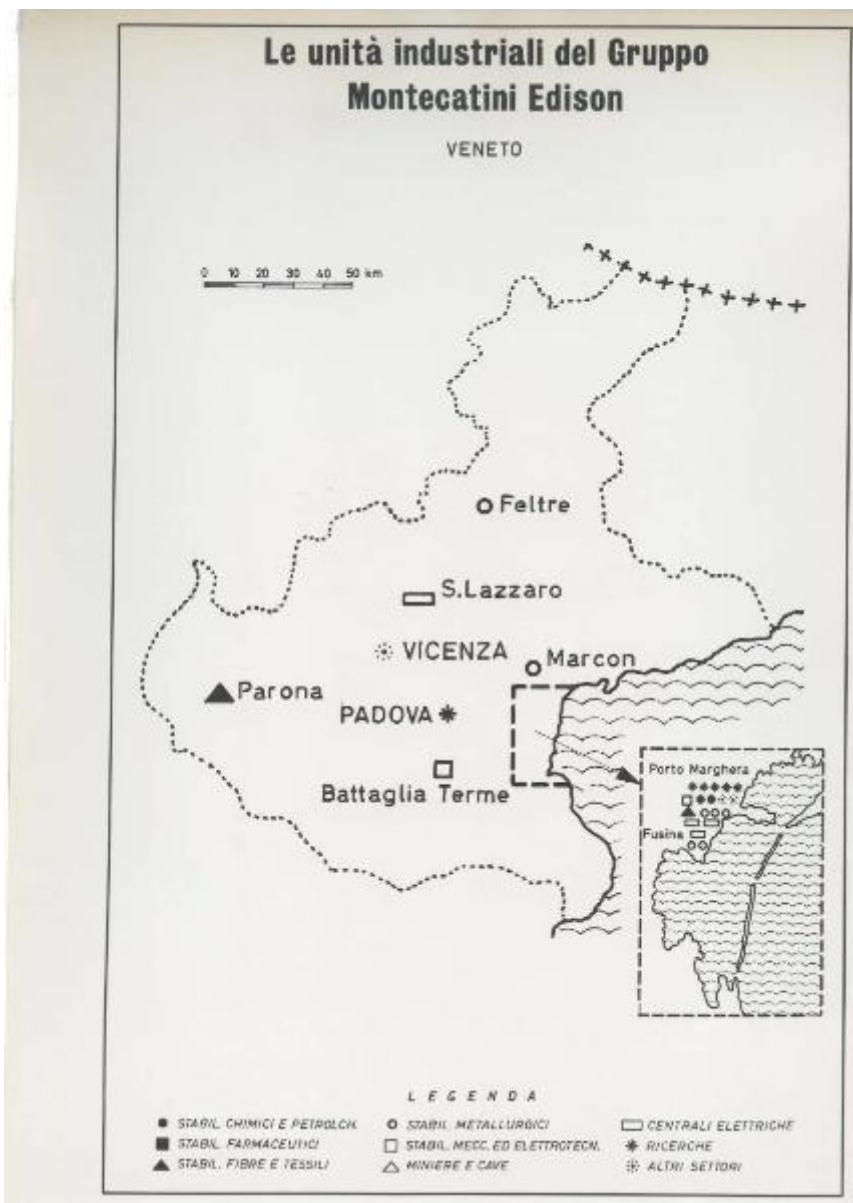 Le unità industriali del Gruppo
Montecatini Edison
VENETO
0 10 20 30 40 50 km
Feltre
S.Lazzaro
VICENZA
Marcon
Parona
PADOVA
Battaglia Terme
Porto Marghera
Fusina
LEGENDA
STABIL. CHIMICI E PETROLCH.
STABIL. METALLURGICI
CENTRALI ELETTRICHE
STABIL. FARMACEUTICI
STABIL. MECC. ED ELETTROTECN.
RICERCHE
STABIL. FIBRE E TESSILI
MINIERE E CAVE
ALTRI SETTORI